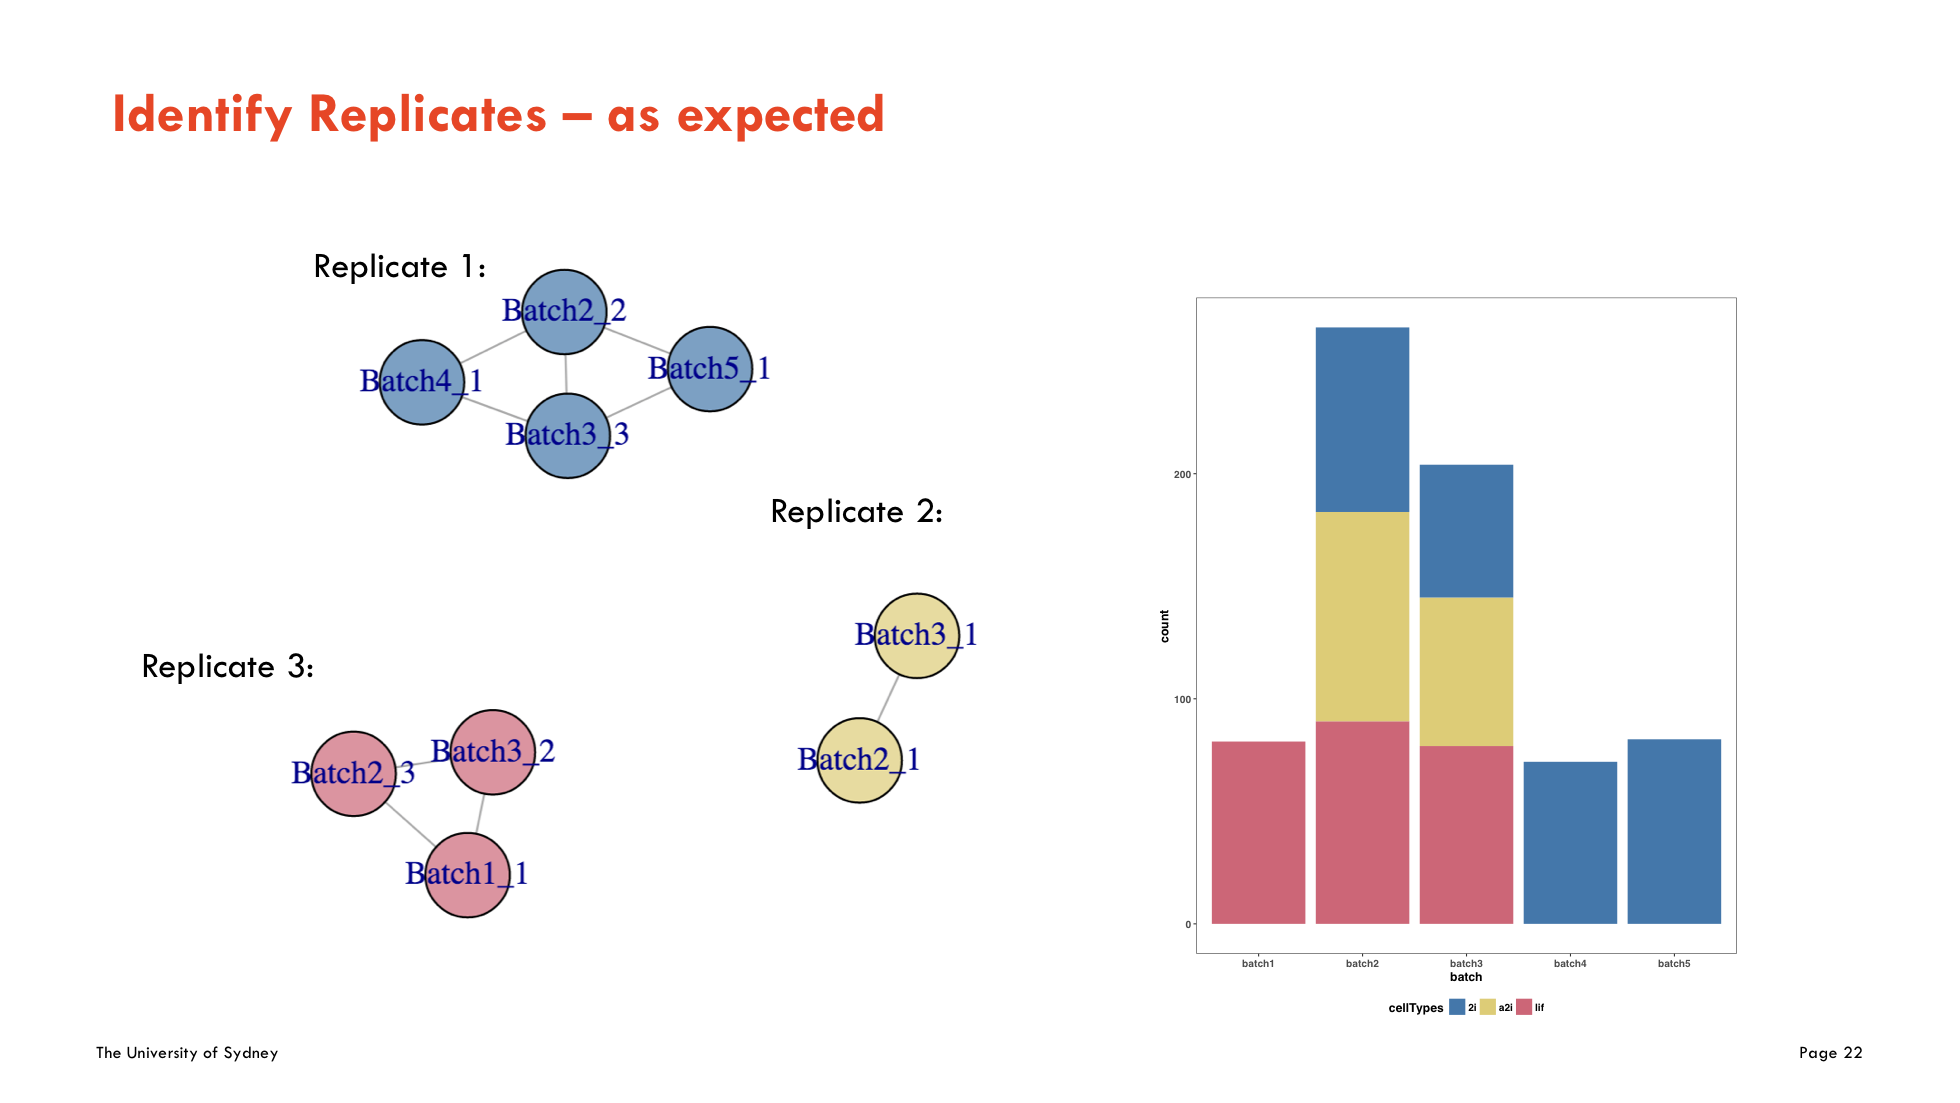 Identify Replicates – as expected
Replicate 1:
Batch2_2
Batch5_1
Batch4_1
Batch3_3
Replicate 2:
Batch3_1
Batch2_1
Replicate 3:
Batch3_2
Batch2_3
Batch1_1
count
200
100
0
batch1 batch2 batch3 batch4 batch5
batch
cellTypes 2i a2i lif
The University of Sydney
Page 22